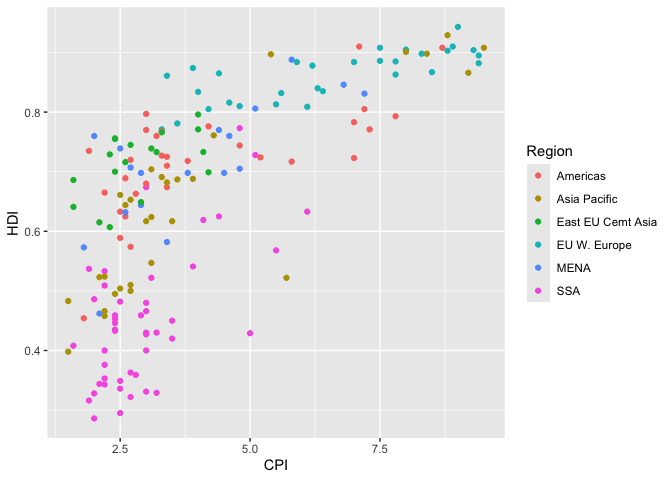 HDI
0.8
0.6
0.4
2.5 5.0 7.5
CPI
Region
Americas
Asia Pacific
East EU Cemt Asia
EU W. Europe
MENA
SSA